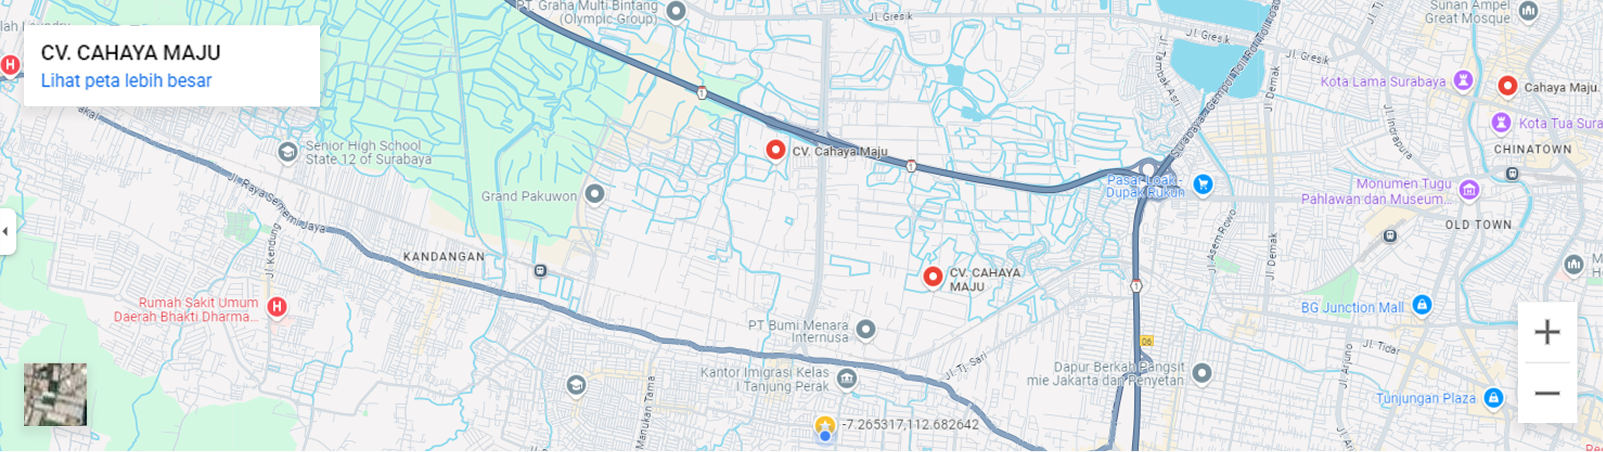 PT. Graha Multi-Bintang
(Olympic Group)
Jl. Gresik
Sunan Ampel
Great Mosque
CV. CAHAYA MAJU
Lihat peta lebih besar
H
Jl. Gresik
Jl. Gresik
Kota Lama Surabaya
Cahaya Maju.
1
Jl. Tambak Asri
Jl. Demak
Kota Tua Sura
Jl. Indrapura
CHINATOWN
Senior High School
State 12 of Surabaya
CV. Cahaya Maju
1
Jl. Raya Sememi Jaya
Grand Pakuwon
Pasar Loak -
Dupak Rukun
Monumen Tugu
Pahlawan dan Museum...
OLD TOWN
Jl. Asem Rowo
Jl. Demak
Jl. Kendung
KANDANGAN
CV. CAHAYA
MAJU
1
Rumah Sakit Umum
Daerah Bhakti Dharma...
H
BG Junction Mall
PT Bumi Menara
Internusa
06
Jl. Tj. Sari
Jl. Tidar
Jl. Arjuno
Kantor Imigrasi Kelas
I Tanjung Perak
Dapur Berkah Pangsit
mie Jakarta dan Penyetan
Manukan Tama
Tunjungan Plaza
-7.265317,112.682642